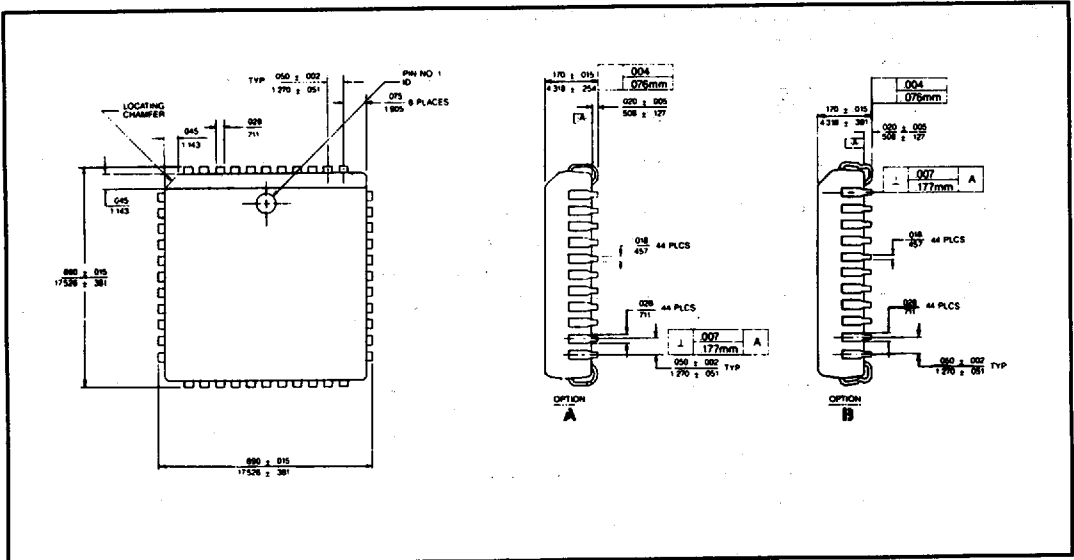 LOCATING
CHAMFER
045
1 143
028
711
TYP 050 ± 002
1 270 ± 051
PIN NO 1
ID
075
1 905
6 PLACES
045
1 143
690 ± 015
17 526 ± 381
690 ± 015
17 526 ± 381
170 ± 015
4 318 ± 254
004
076mm
020 ± 005
508 ± 127
A
018
457
44 PLCS
028
711
44 PLCS
⊥ 007
177mm
A
050 ± 002
1 270 ± 051
TYP
OPTION
A
004
076mm
170 ± 015
4 318 ± 381
020 ± 005
508 ± 127
A
⊥ 007
177mm
A
018
457
44 PLCS
028
711
44 PLCS
050 ± 002
1 270 ± 051
TYP
OPTION
B